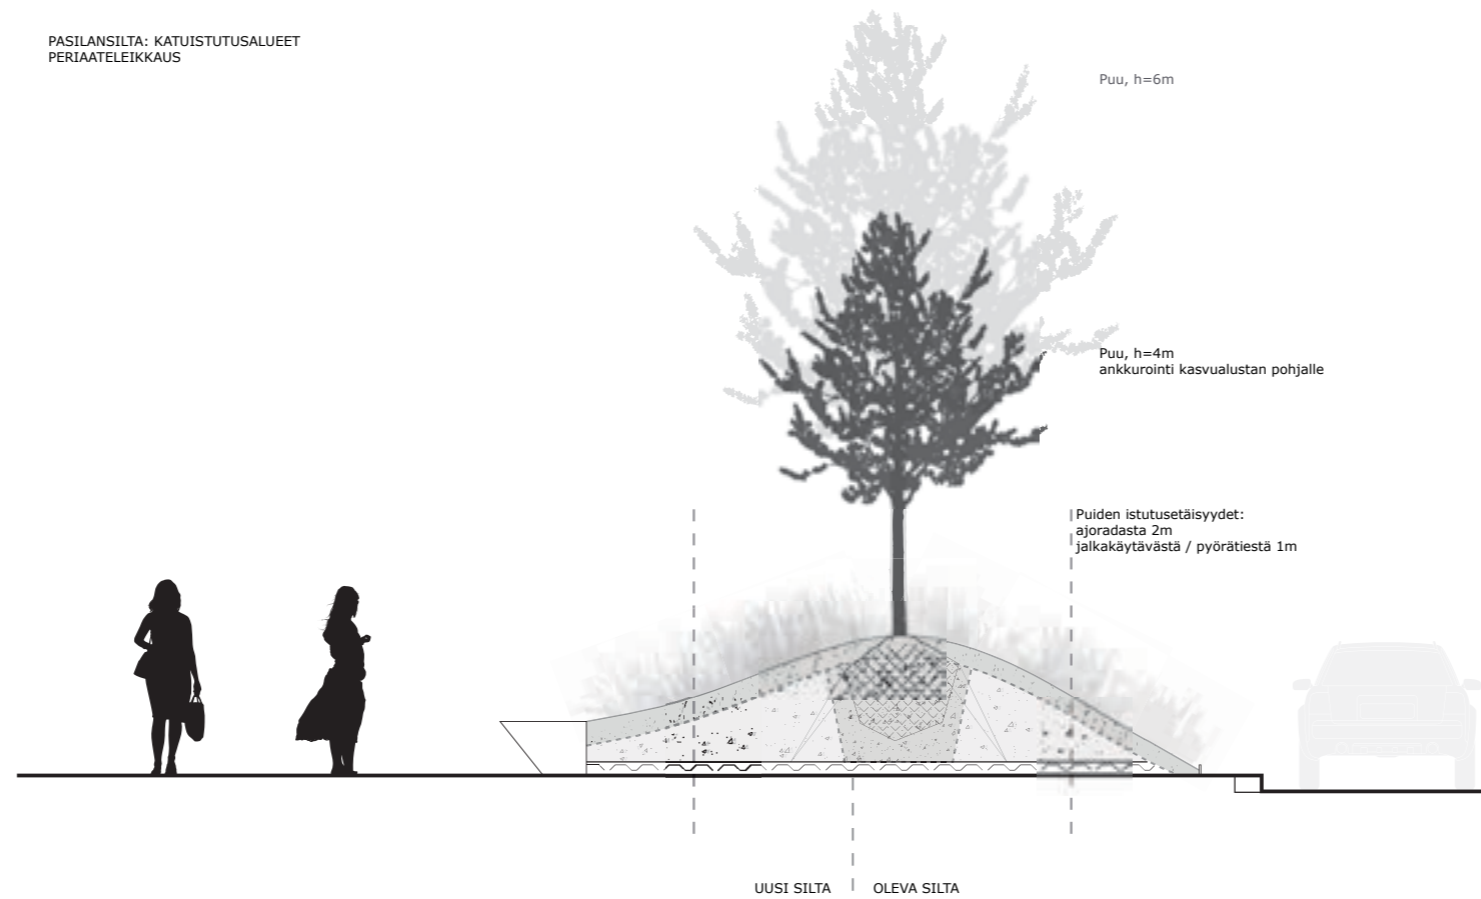 PASILANSILTA: KATUISTUTUSALUEET
PERIAATELEIKKAUS
Puu, h=6m
Puu, h=4m
ankkurointi kasvualustan pohjalle
Puiden istutusetäisyydet:
ajoradasta 2m
jalkakäytävästä / pyörätiestä 1m
UUSI SILTA
OLEVA SILTA